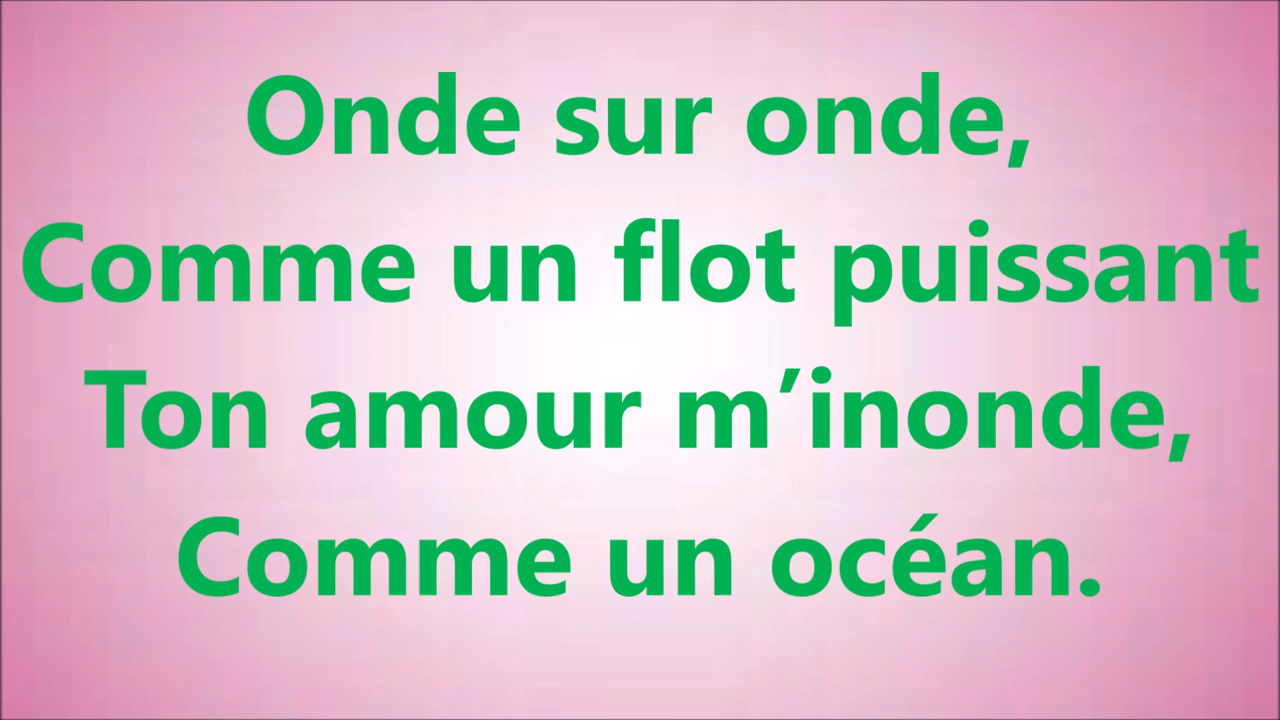 Onde sur onde,
Comme un flot puissant
Ton amour m’inonde,
Comme un océan.